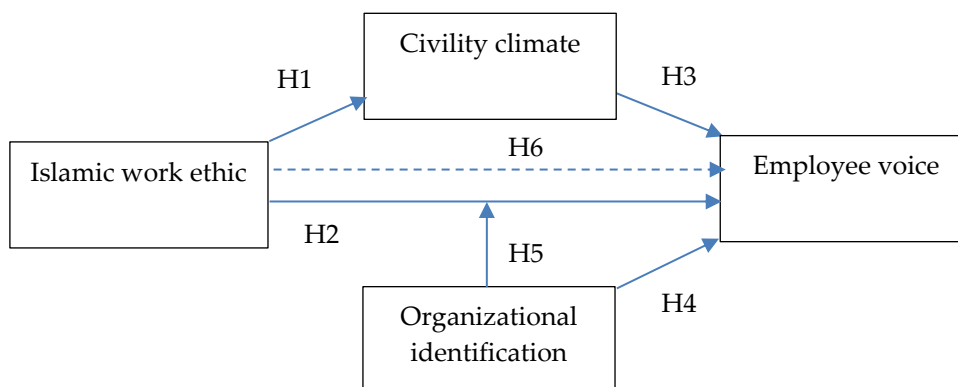 Civility climate
H1
H3
Islamic work ethic
H6
Employee voice
H2
H5
H4
Organizational
identification